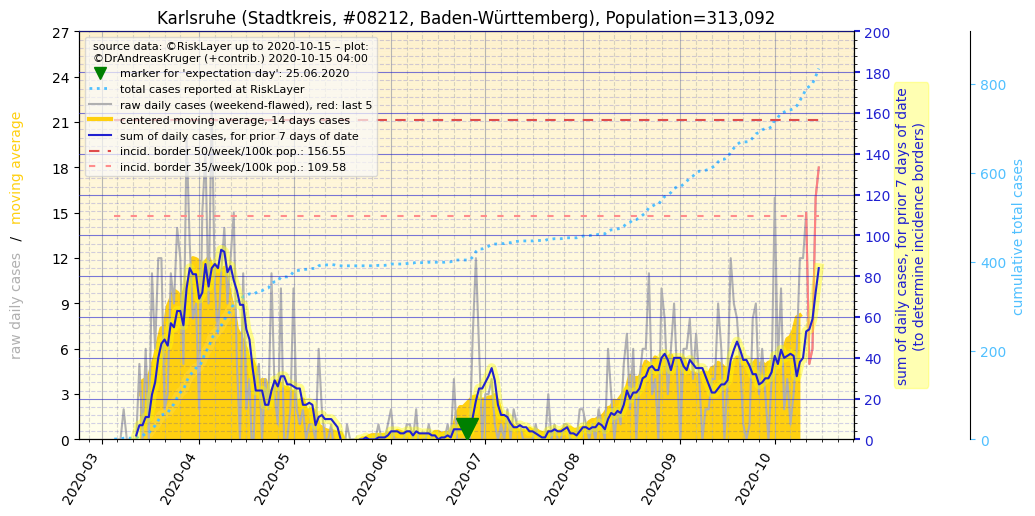 Karlsruhe (Stadtkreis, #08212, Baden-Württemberg), Population=313,092
source data: ©RiskLayer up to 2020-10-15 – plot:
©DrAndreasKruger (+contrib.) 2020-10-15 04:00
marker for 'expectation day': 25.06.2020
total cases reported at RiskLayer
raw daily cases (weekend-flawed), red: last 5
centered moving average, 14 days cases
sum of daily cases, for prior 7 days of date
incid. border 50/week/100k pop.: 156.55
incid. border 35/week/100k pop.: 109.58
raw daily cases / moving average
27
24
21
18
15
12
9
6
3
0
2020-03
2020-04
2020-05
2020-06
2020-07
2020-08
2020-09
2020-10
200
180
160
140
120
100
80
60
40
20
0
sum of daily cases, for prior 7 days of date
(to determine incidence borders)
800
600
400
200
0
cumulative total cases